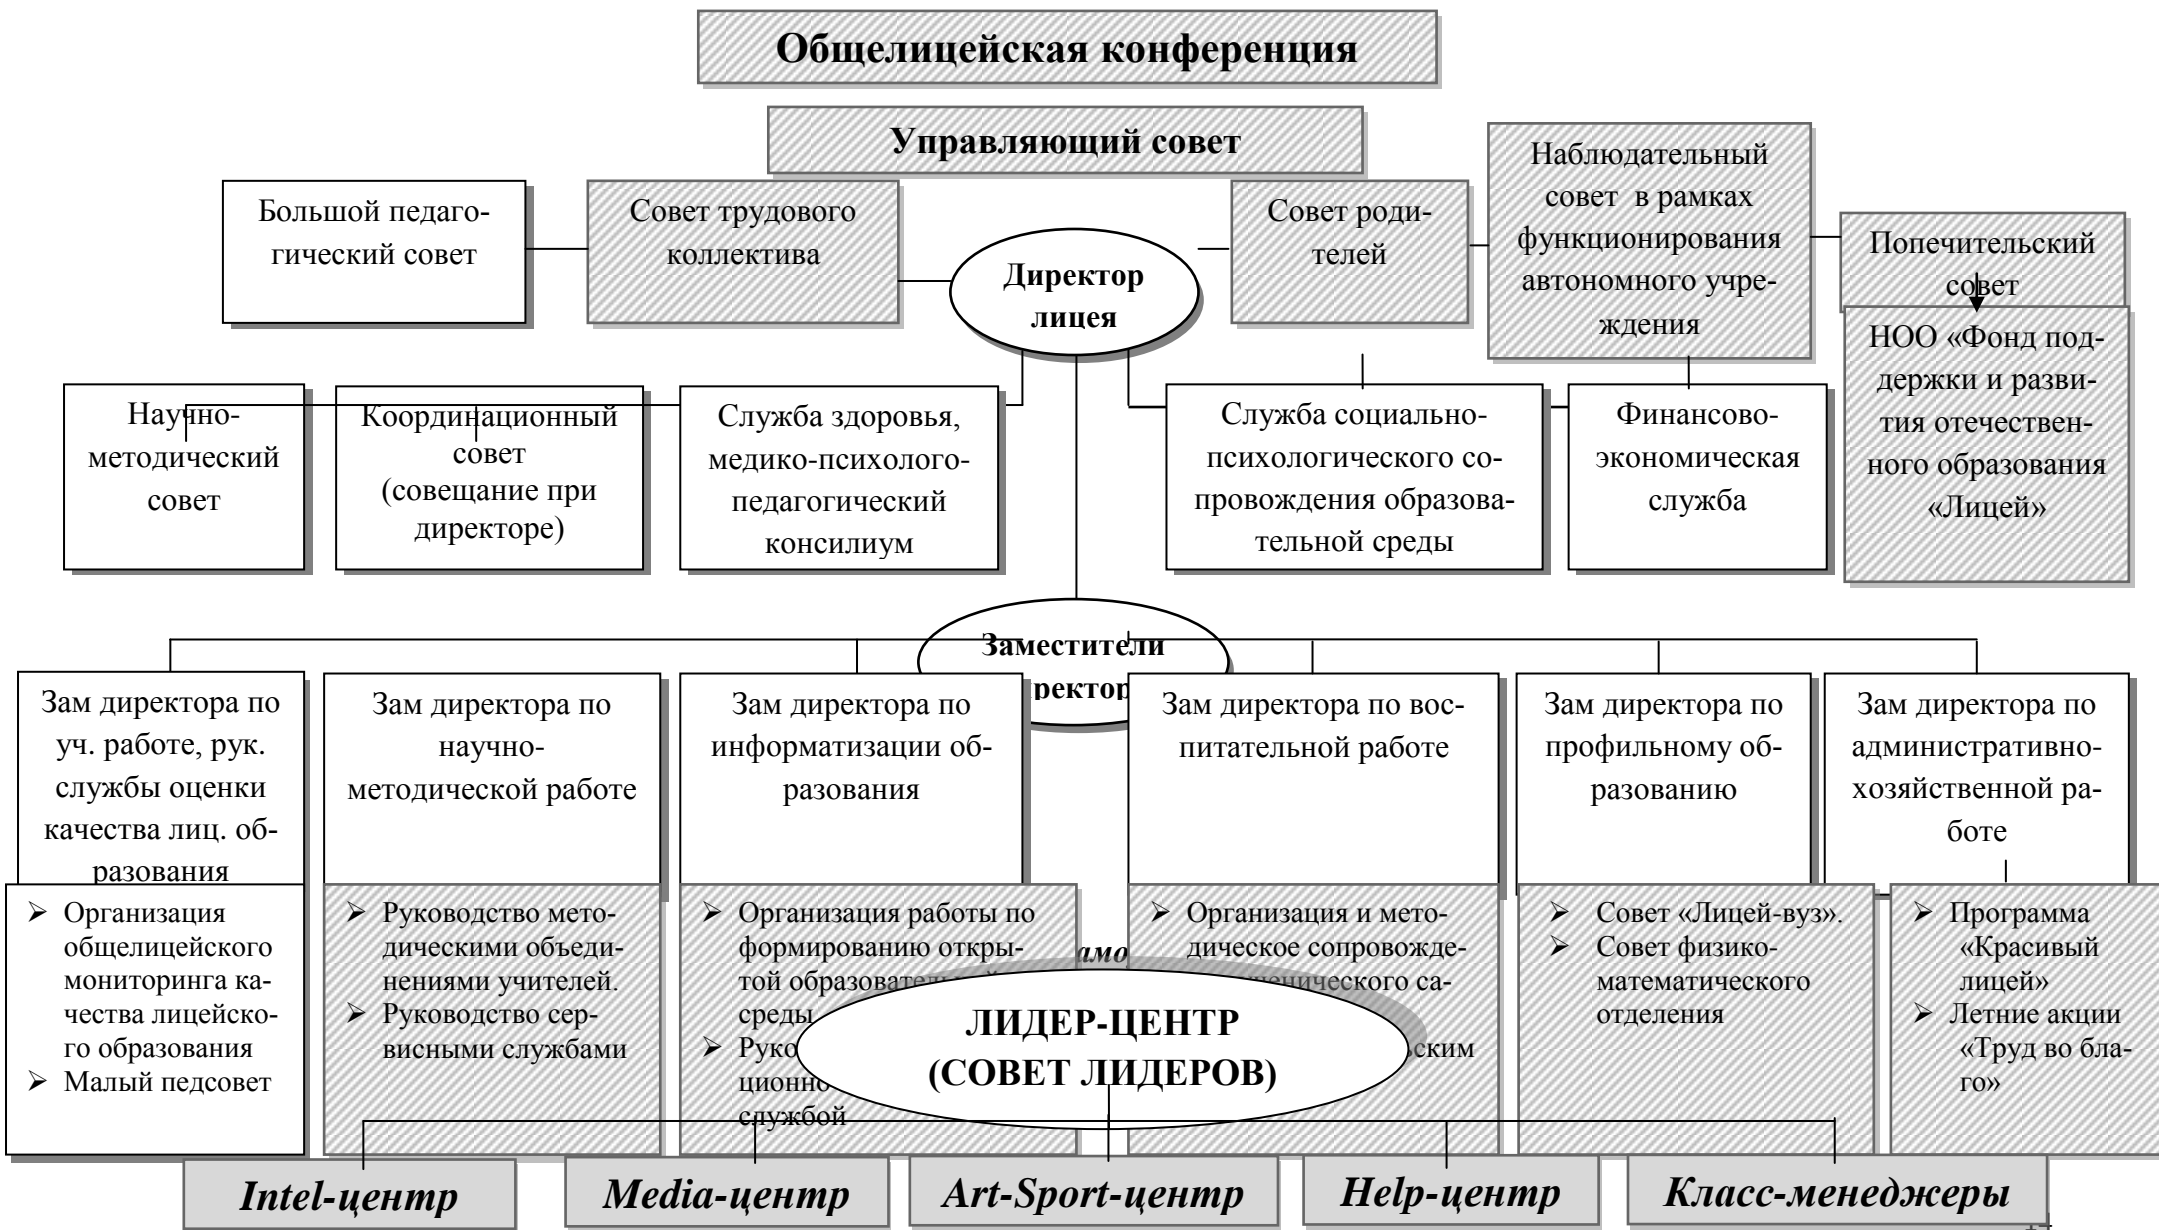 Общелицейская конференция
Управляющий совет
Большой педаго-
гический совет
Совет трудового
коллектива
Директор
лицея
Совет роди-
телей
Наблюдательный
совет в рамках
функционирования
автономного учре-
ждения
Попечительский
совет
НОО «Фонд под-
держки и разви-
тия отечествен-
ного образования
«Лицей»
Научно-
методический
совет
Координационный
совет
(совещание при
директоре)
Служба здоровья,
медико-психолого-
педагогический
консилиум
Служба социально-
психологического со-
провождения образова-
тельной среды
Финансово-
экономическая
служба
Заместители
Зам директора по
уч. работе, рук.
службы оценки
качества лиц. об-
разования
Зам директора по
научно-
методической работе
Зам директора по
информатизации об-
разования
Зам директора по вос-
питательной работе
Зам директора по
профильному об-
разованию
Зам директора по
административно-
хозяйственной ра-
боте
➢ Организация
общелицейского
мониторинга ка-
чества лицейско-
го образования
➢ Малый педсовет
➢ Руководство мето-
дическими объеди-
нениями учителей.
➢ Руководство сер-
висными службами
➢ Организация работы по
формированию откры-
той
среды
➢
службой
➢ Организация и мето-
дическое сопровожде-
са-
➢ Совет «Лицей-вуз».
➢ Совет физико-
математического
отделения
➢ Программа
«Красивый
лицей»
➢ Летние акции
«Труд во бла-
го»
ЛИДЕР-ЦЕНТР
(СОВЕТ ЛИДЕРОВ)
Intel-центр
Media-центр
Art-Sport-центр
Help-центр
Класс-менеджеры